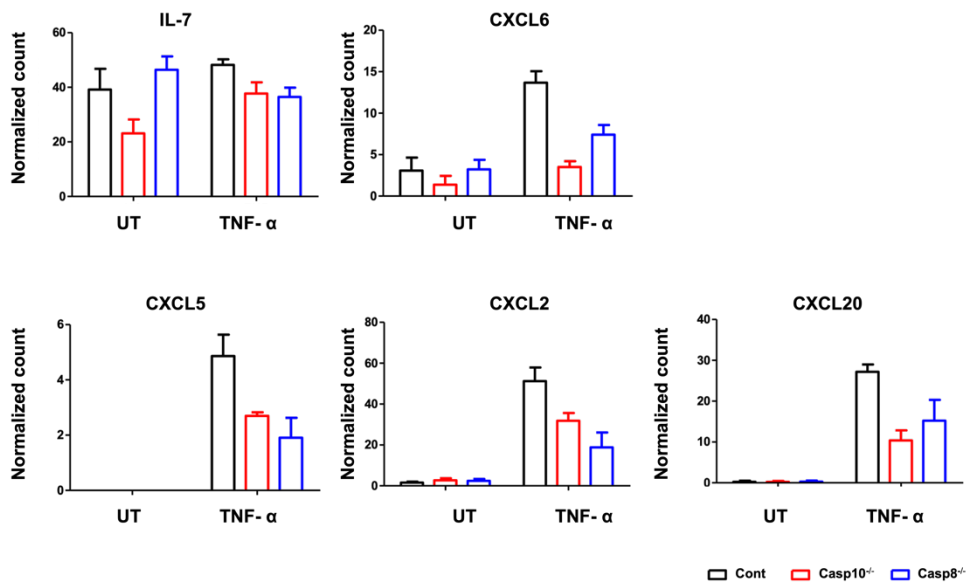 IL-7
Normalized count
60
40
20
0
UT
TNF- α
CXCL6
Normalized count
20
15
10
5
0
UT
TNF- α
CXCL5
Normalized count
6
4
2
0
UT
TNF- α
CXCL2
Normalized count
80
60
40
20
0
UT
TNF- α
CXCL20
Normalized count
40
30
20
10
0
UT
TNF- α
Cont Casp10-/- Casp8-/-